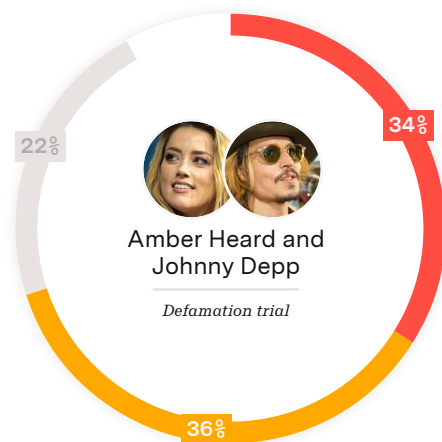 34%
22%
Amber Heard and
Johnny Depp
Defamation trial
36%